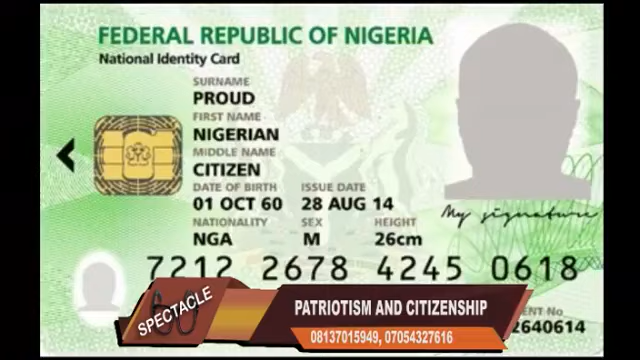 FEDERAL REPUBLIC OF NIGERIA
National Identity Card
SURNAME
PROUD
FIRST NAME
NIGERIAN
MIDDLE NAME
CITIZEN
DATE OF BIRTH ISSUE DATE
01 OCT 60 28 AUG 14
My signature
NATIONALITY SEX HEIGHT
NGA M 26cm
7212 2678 4245 0618
SPECTACLE
60
PATRIOTISM AND CITIZENSHIP
08137015949, 07054327616
2640614